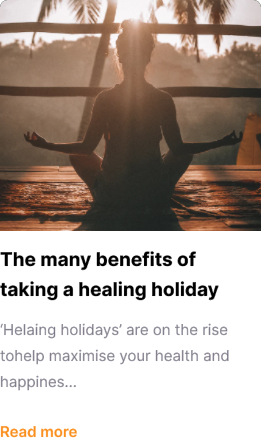 The many benefits of
taking a healing holiday
‘Helaing holidays’ are on the rise
tohelp maximise your health and
happines...
Read more